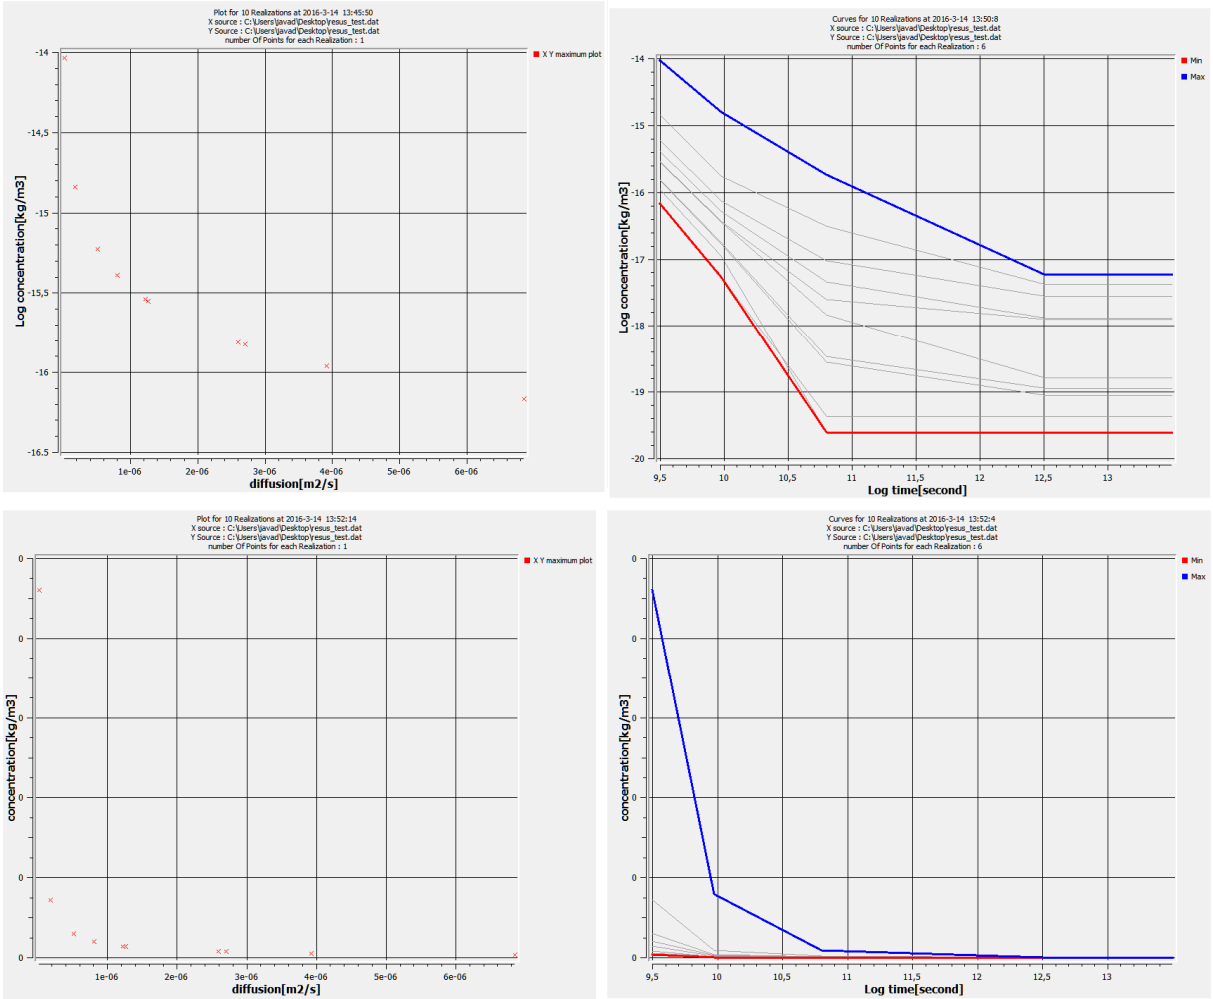 Plot for 10 Realizations at 2016-3-14 13:45:50
X source : C:\Users\javad\Desktop\resus_test.dat
Y Source : C:\Users\javad\Desktop\resus_test.dat
number Of Points for each Realization : 1
X Y maximum plot
-14
-14,5
-15
-15,5
-16
-16.5
Log concentration[kg/m3]
1e-06 2e-06 3e-06 4e-06 5e-06 6e-06
diffusion[m2/s]
Curves for 10 Realizations at 2016-3-14 13:50:8
X source : C:\Users\javad\Desktop\resus_test.dat
Y Source : C:\Users\javad\Desktop\resus_test.dat
number Of Points for each Realization : 6
Min
Max
-14
-15
-16
-17
-18
-19
-20
Log concentration[kg/m3]
9,5 10 10,5 11 11,5 12 12,5 13
Log time[second]
Plot for 10 Realizations at 2016-3-14 13:52:14
X source : C:\Users\javad\Desktop\resus_test.dat
Y Source : C:\Users\javad\Desktop\resus_test.dat
number Of Points for each Realization : 1
X Y maximum plot
0
0
0
0
0
0
concentration[kg/m3]
1e-06 2e-06 3e-06 4e-06 5e-06 6e-06
diffusion[m2/s]
Curves for 10 Realizations at 2016-3-14 13:52:4
X source : C:\Users\javad\Desktop\resus_test.dat
Y Source : C:\Users\javad\Desktop\resus_test.dat
number Of Points for each Realization : 6
Min
Max
0
0
0
0
0
0
concentration[kg/m3]
9,5 10 10,5 11 11,5 12 12,5 13
Log time[second]